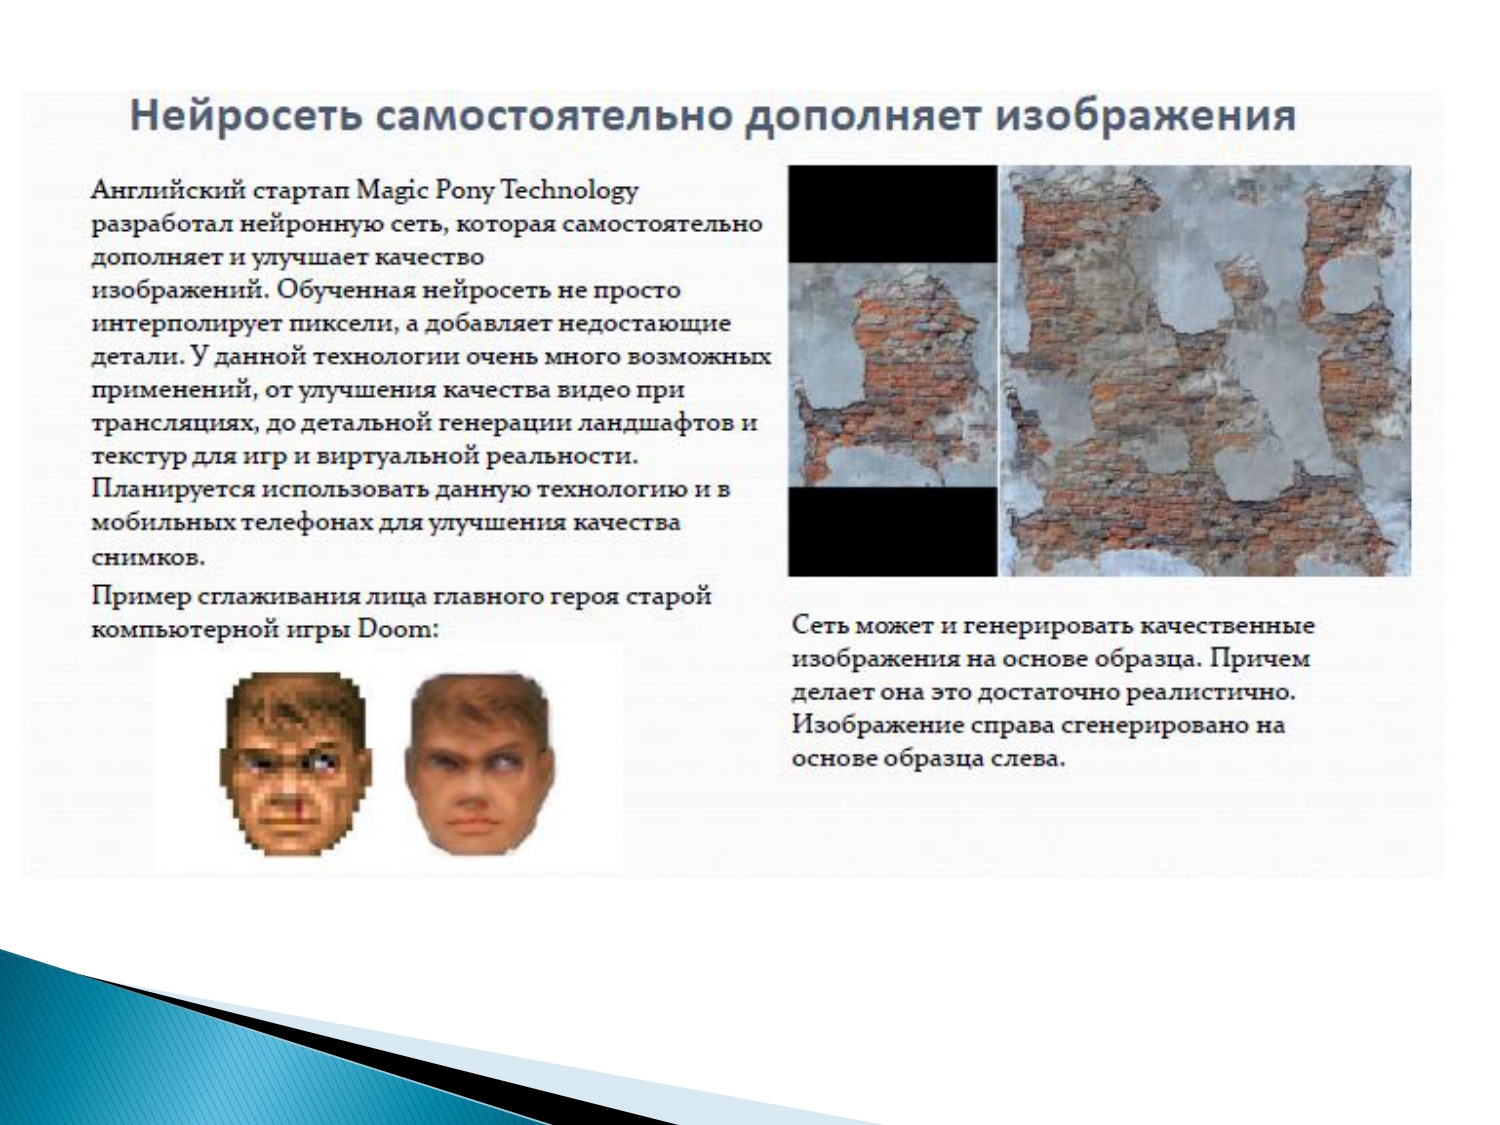 Нейросеть самостоятельно дополняет изображения
Английский стартап Magic Pony Technology
разработал нейронную сеть, которая самостоятельно
дополняет и улучшает качество
изображений. Обученная нейросеть не просто
интерполирует пиксели, а добавляет недостающие
детали. У данной технологии очень много возможных
применений, от улучшения качества видео при
трансляциях, до детальной генерации ландшафтов и
текстур для игр и виртуальной реальности.
Планируется использовать данную технологию и в
мобильных телефонах для улучшения качества
снимков.
Пример сглаживания лица главного героя старой
компьютерной игры Doom:
Сеть может и генерировать качественные
изображения на основе образца. Причем
делает она это достаточно реалистично.
Изображение справа сгенерировано на
основе образца слева.